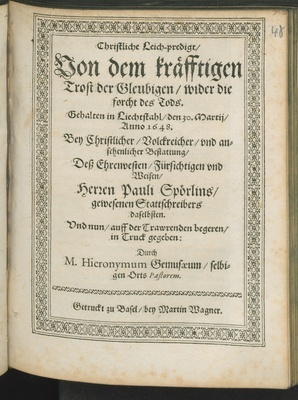 48
Christliche Leich-predigt/
Von dem kräfftigen
Trost der Gleubigen / wider die
forcht des Tods.
Gehalten in Liechtstahl / den 30. Martij /
Anno 1648.
Bey Christlicher / Volckreicher / vnd an-
sehenlicher Bestattung /
Deß Ehrevesten / Fürsichtigen vnd
Weisen /
Herren Pauli Spörlins /
gewesenen Stattschreibers
daselbsten.
Vnd nun / auff der Trawrenden begeren /
in Truck gegeben:
Durch
M. Hieronymum Gemusæum / selbi-
gen Orts Pastorem.
Getruckt zu Basel / bey Martin Wagner.